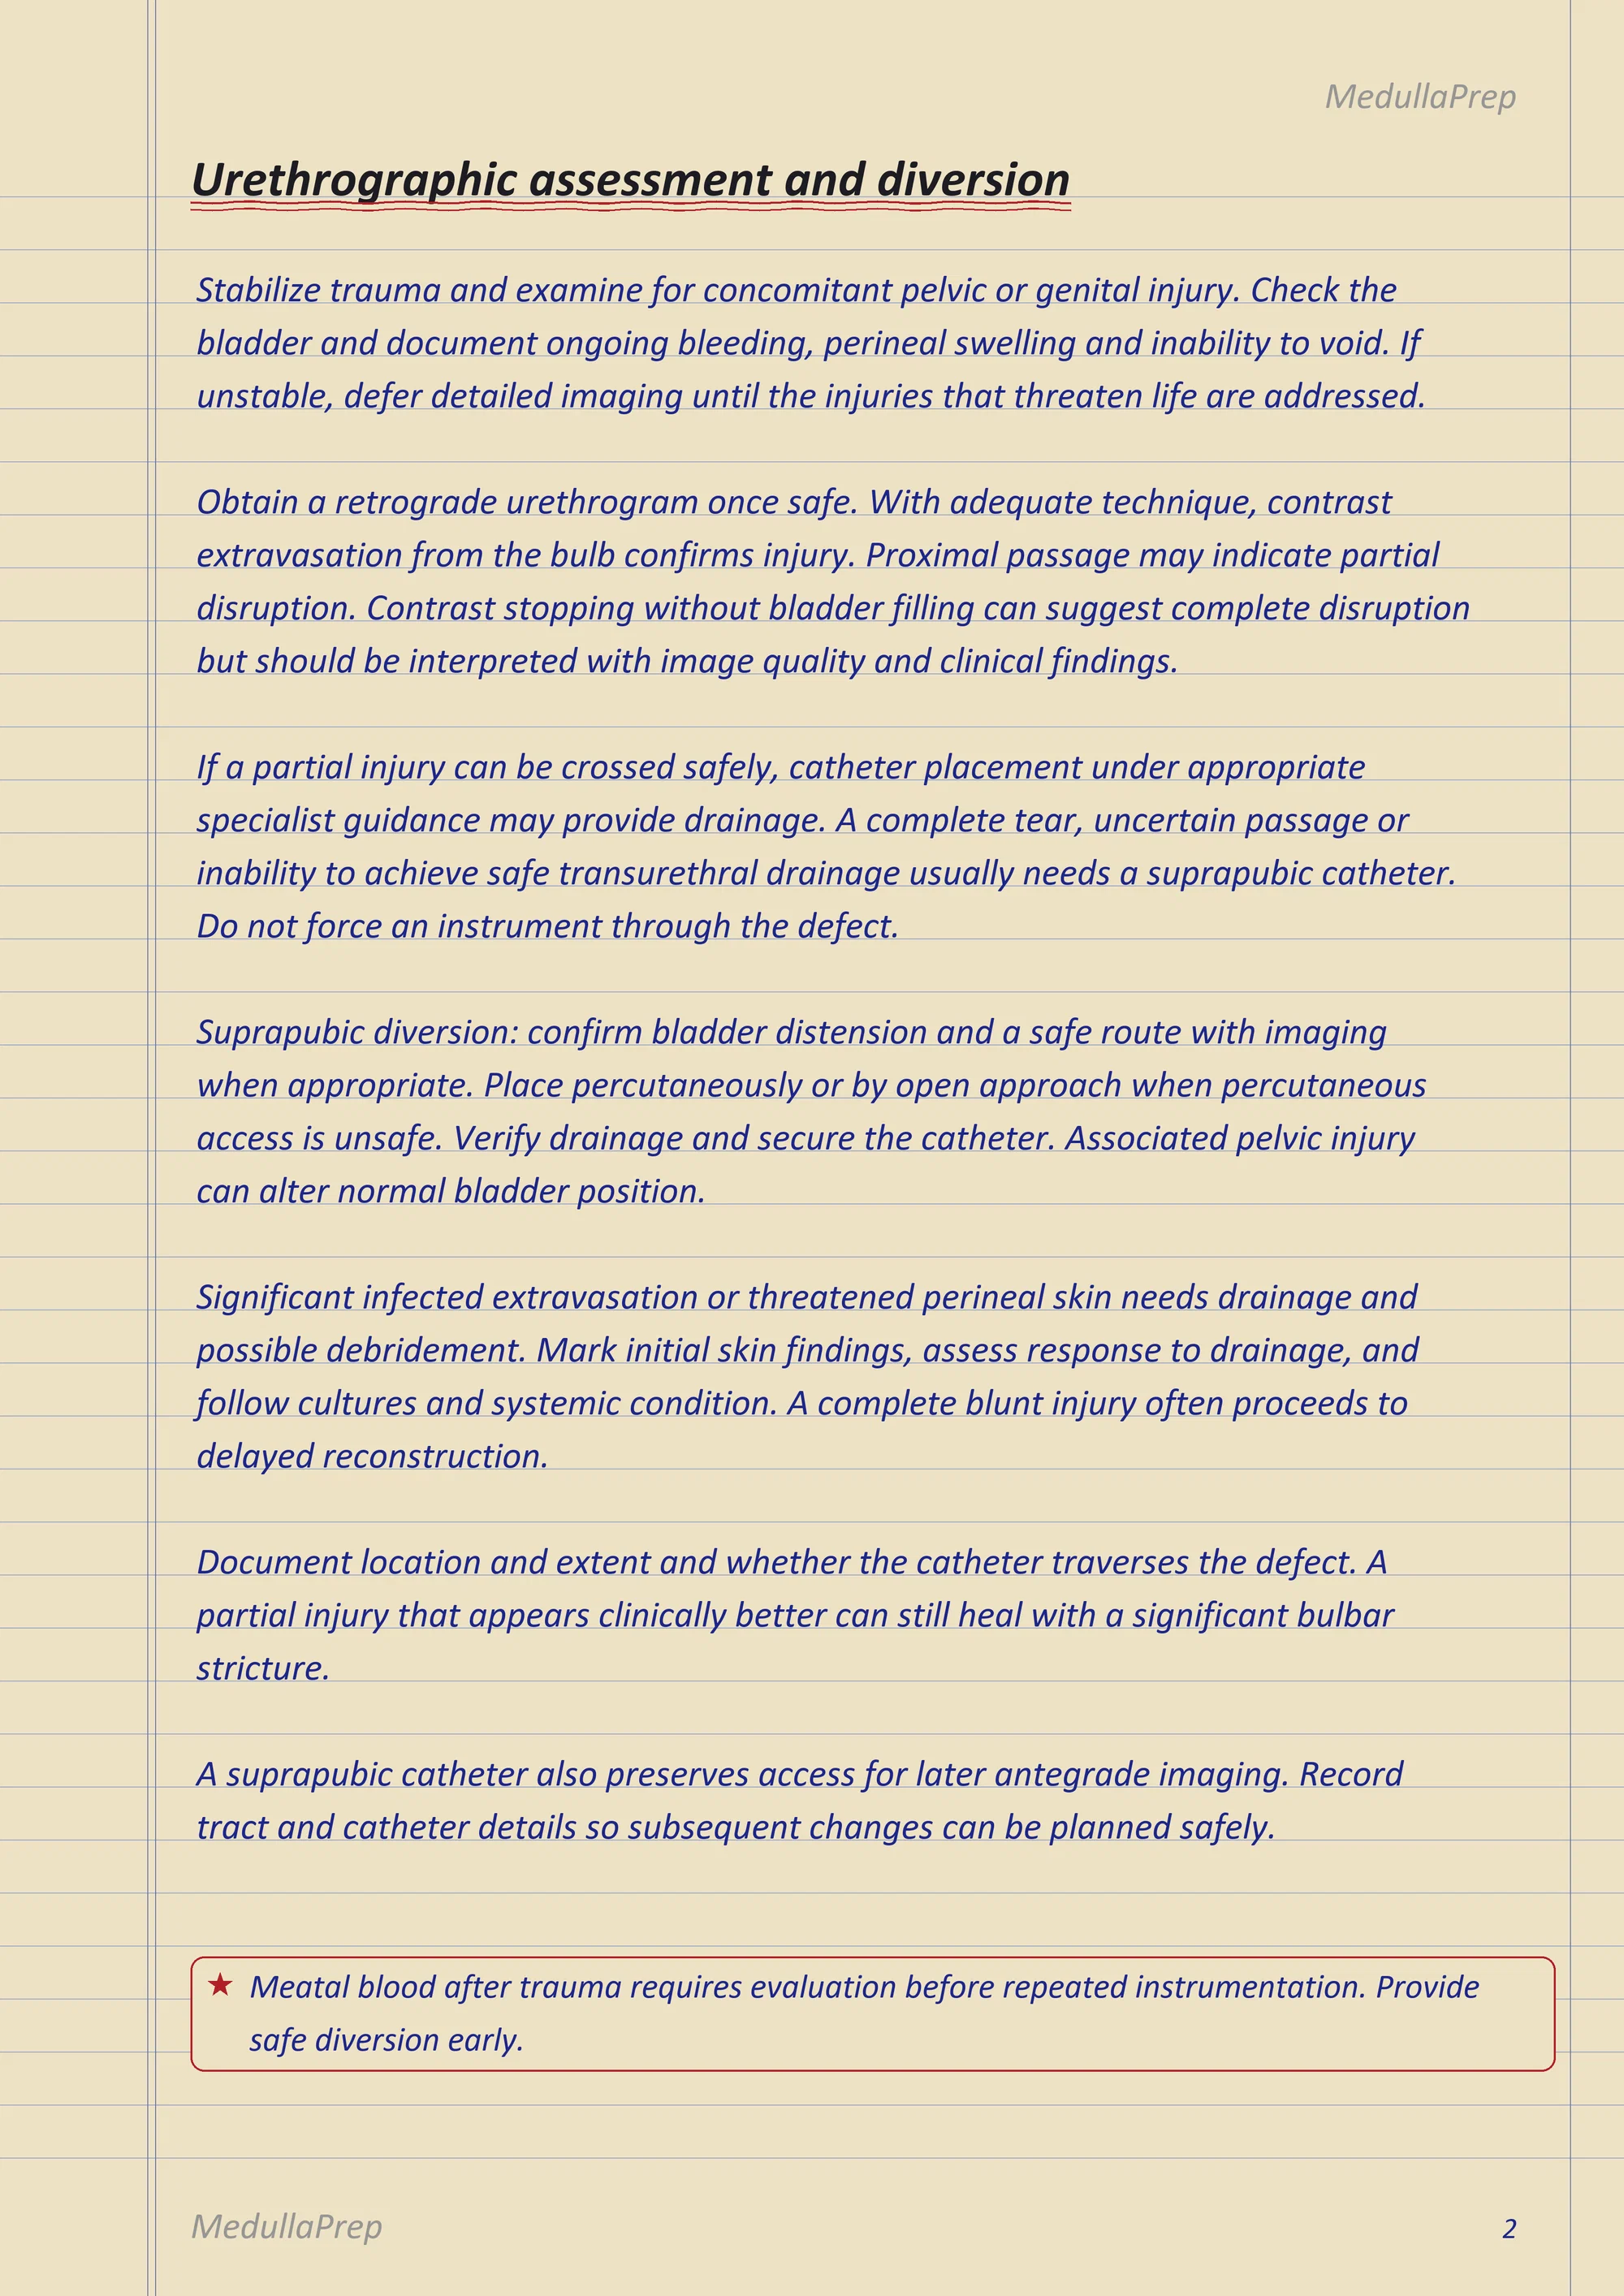 MedullaPrep
Urethrographic assessment and diversion
Stabilize trauma and examine for concomitant pelvic or genital injury. Check the
bladder and document ongoing bleeding, perineal swelling and inability to void. If
unstable, defer detailed imaging until the injuries that threaten life are addressed.
Obtain a retrograde urethrogram once safe. With adequate technique, contrast
extravasation from the bulb confirms injury. Proximal passage may indicate partial
disruption. Contrast stopping without bladder filling can suggest complete disruption
but should be interpreted with image quality and clinical findings.
If a partial injury can be crossed safely, catheter placement under appropriate
specialist guidance may provide drainage. A complete tear, uncertain passage or
inability to achieve safe transurethral drainage usually needs a suprapubic catheter.
Do not force an instrument through the defect.
Suprapubic diversion: confirm bladder distension and a safe route with imaging
when appropriate. Place percutaneously or by open approach when percutaneous
access is unsafe. Verify drainage and secure the catheter. Associated pelvic injury
can alter normal bladder position.
Significant infected extravasation or threatened perineal skin needs drainage and
possible debridement. Mark initial skin findings, assess response to drainage, and
follow cultures and systemic condition. A complete blunt injury often proceeds to
delayed reconstruction.
Document location and extent and whether the catheter traverses the defect. A
partial injury that appears clinically better can still heal with a significant bulbar
stricture.
A suprapubic catheter also preserves access for later antegrade imaging. Record
tract and catheter details so subsequent changes can be planned safely.
★ Meatal blood after trauma requires evaluation before repeated instrumentation. Provide
safe diversion early.
MedullaPrep
2